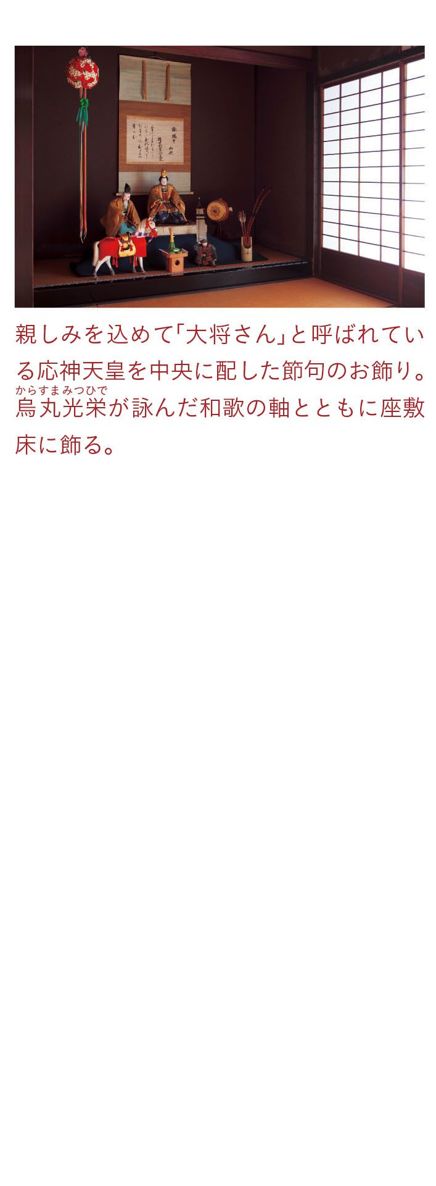 親しみを込めて「大将さん」と呼ばれてい
る応神天皇を中央に配した節句のお飾り。
からすまみつひで
烏丸光栄が詠んだ和歌の軸とともに座敷
床に飾る。